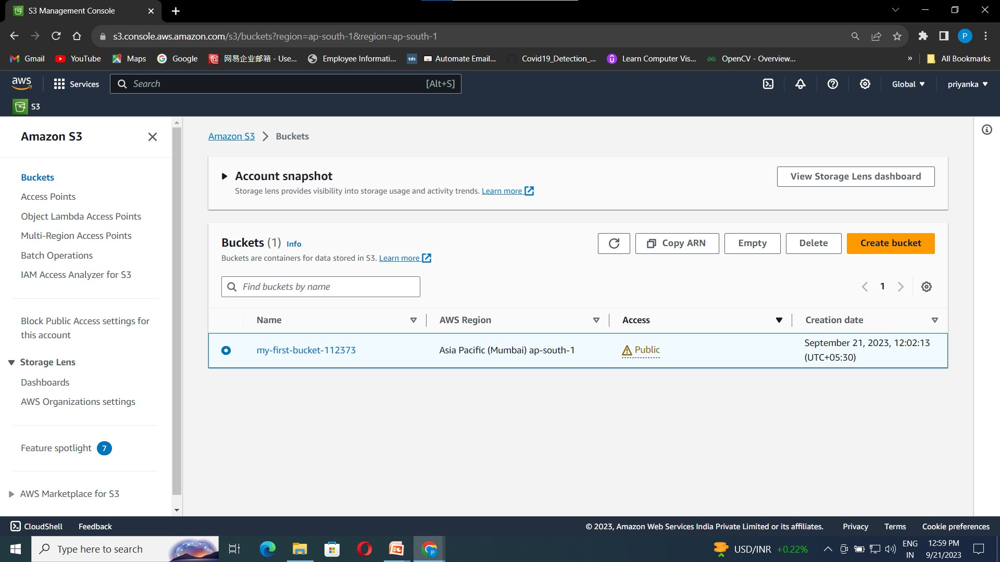 S3 Management Console
s3.console.aws.amazon.com/s3/buckets?region=ap-south-1&region=ap-south-1
P
Gmail
YouTube
Maps
Google
网易企业邮箱 - Use...
Employee Informati...
tds
Automate Email...
Covid19_Detection_...
Learn Computer Vis...
OpenCV - Overview...
»
All Bookmarks
aws
Services
Search
[Alt+S]
Global
priyanka
S3
Amazon S3
Buckets
Access Points
Object Lambda Access Points
Multi-Region Access Points
Batch Operations
IAM Access Analyzer for S3
Block Public Access settings for
this account
Storage Lens
Dashboards
AWS Organizations settings
Feature spotlight 7
AWS Marketplace for S3
Amazon S3 > Buckets
Account snapshot
View Storage Lens dashboard
Storage lens provides visibility into storage usage and activity trends. Learn more
Buckets (1) Info
Buckets are containers for data stored in S3. Learn more
Copy ARN
Empty
Delete
Create bucket
Find buckets by name
1
Name
AWS Region
Access
Creation date
my-first-bucket-112373
Asia Pacific (Mumbai) ap-south-1
Public
September 21, 2023, 12:02:13
(UTC+05:30)
CloudShell
Feedback
© 2023, Amazon Web Services India Private Limited or its affiliates.
Privacy
Terms
Cookie preferences
Type here to search
USD/INR +0.22%
ENG
IN
12:59 PM
9/21/2023